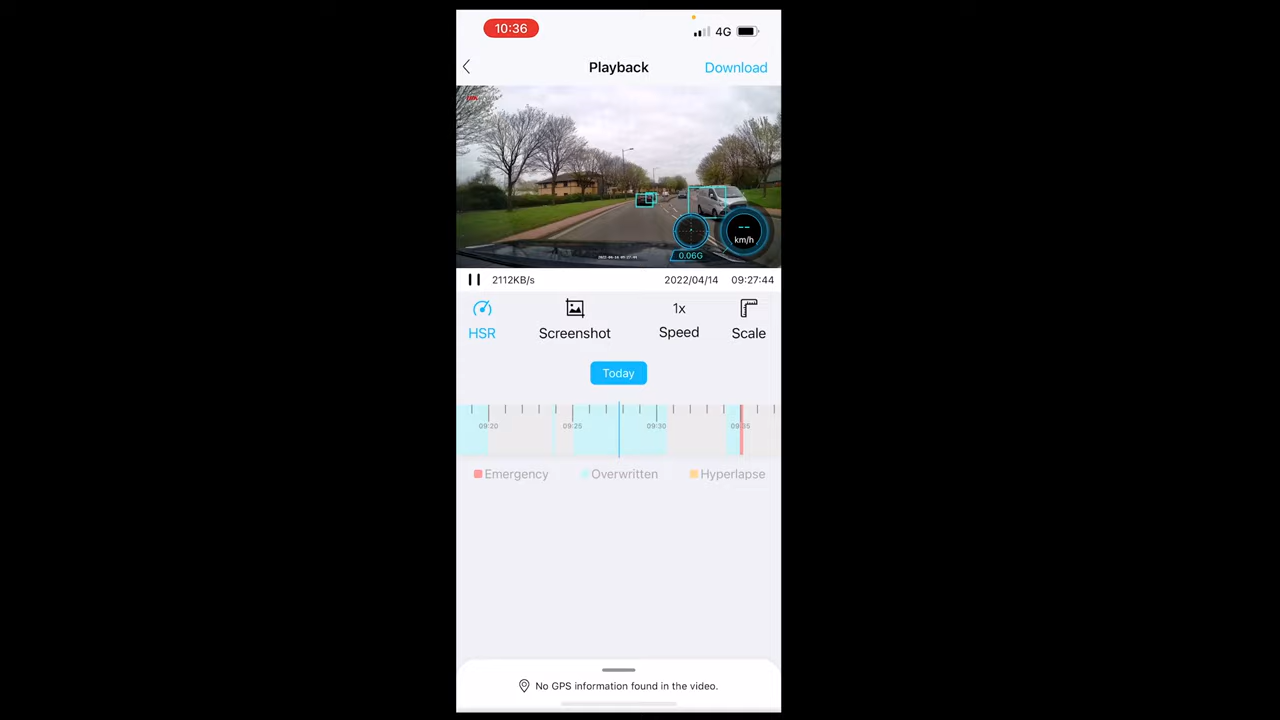 10:36
4G
Playback
Download
--
km/h
0.06G
2112KB/s
2022/04/14 09:27:44
HSR
Screenshot
1x
Speed
Scale
Today
09:20 09:25 09:30 09:35
Emergency Overwritten Hyperlapse
No GPS information found in the video.